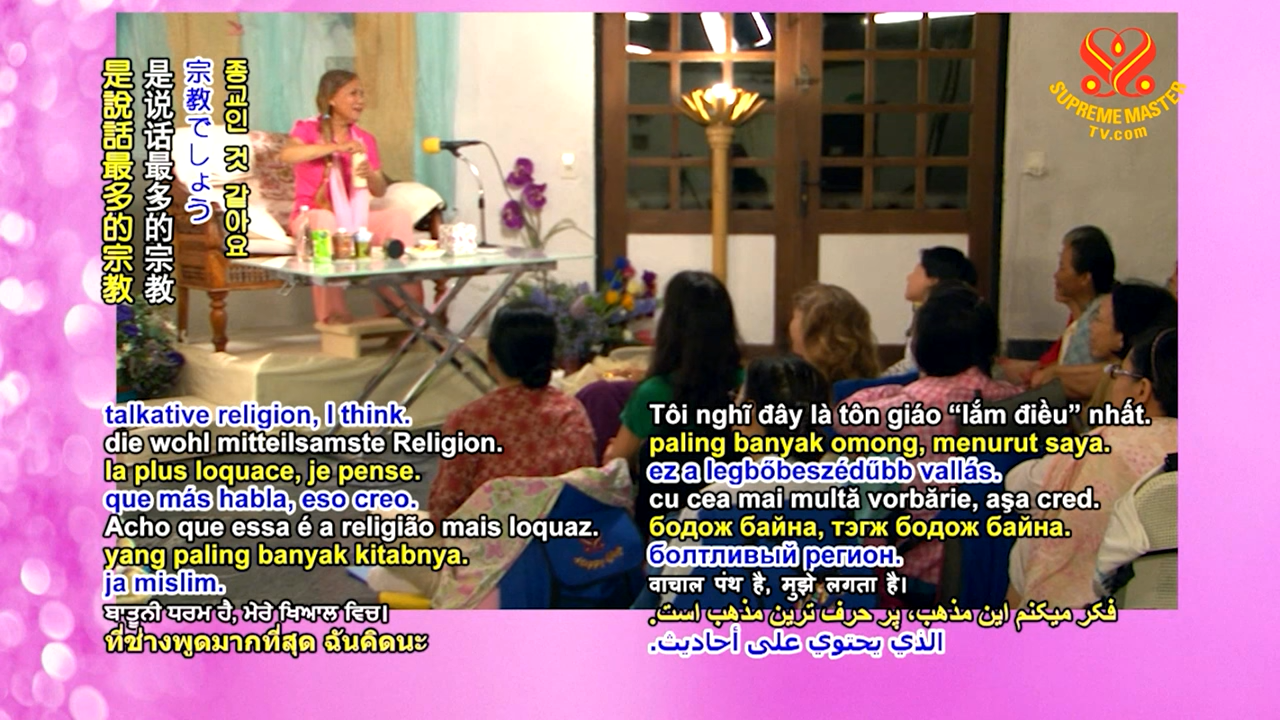 종교인 것 같아요
宗教でしょう
是说话最多的宗教
是說話最多的宗教
SUPREME MASTER
TV.com
talkative religion, I think.
die wohl mitteilsamste Religion.
la plus loquace, je pense.
que más habla, eso creo.
Acho que essa é a religião mais loquaz.
yang paling banyak kitabnya.
ja mislim.
ਬਾਤੂਨੀ ਧਰਮ ਹੈ, ਮੇਰੇ ਖਿਆਲ ਵਿਚ।
ที่ช่างพูดมากที่สุด ฉันคิดนะ
Tôi nghĩ đây là tôn giáo “lắm điều” nhất.
paling banyak omong, menurut saya.
ez a legbőbeszédűbb vallás.
cu cea mai multă vorbărie, aşa cred.
бодож байна, тэгж бодож байна.
болтливый регион.
वाचाल पंथ है, मुझे लगता है।
فکر میکنم این مذهب، پر حرف ترین مذهب است.
الذي يحتوي على أحاديث.